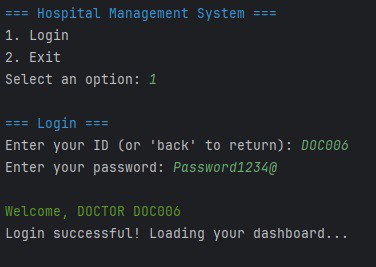 === Hospital Management System ===
1. Login
2. Exit
Select an option: 1
=== Login ===
Enter your ID (or 'back' to return): DOC006
Enter your password: Password1234@
Welcome, DOCTOR DOC006
Login successful! Loading your dashboard...